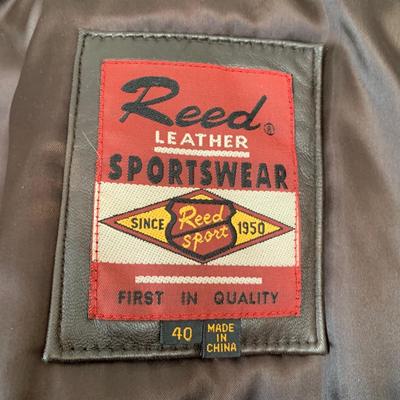 Reed®
LEATHER
SPORTSWEAR
SINCE Reed Sport 1950
FIRST IN QUALITY
40 MADE IN CHINA